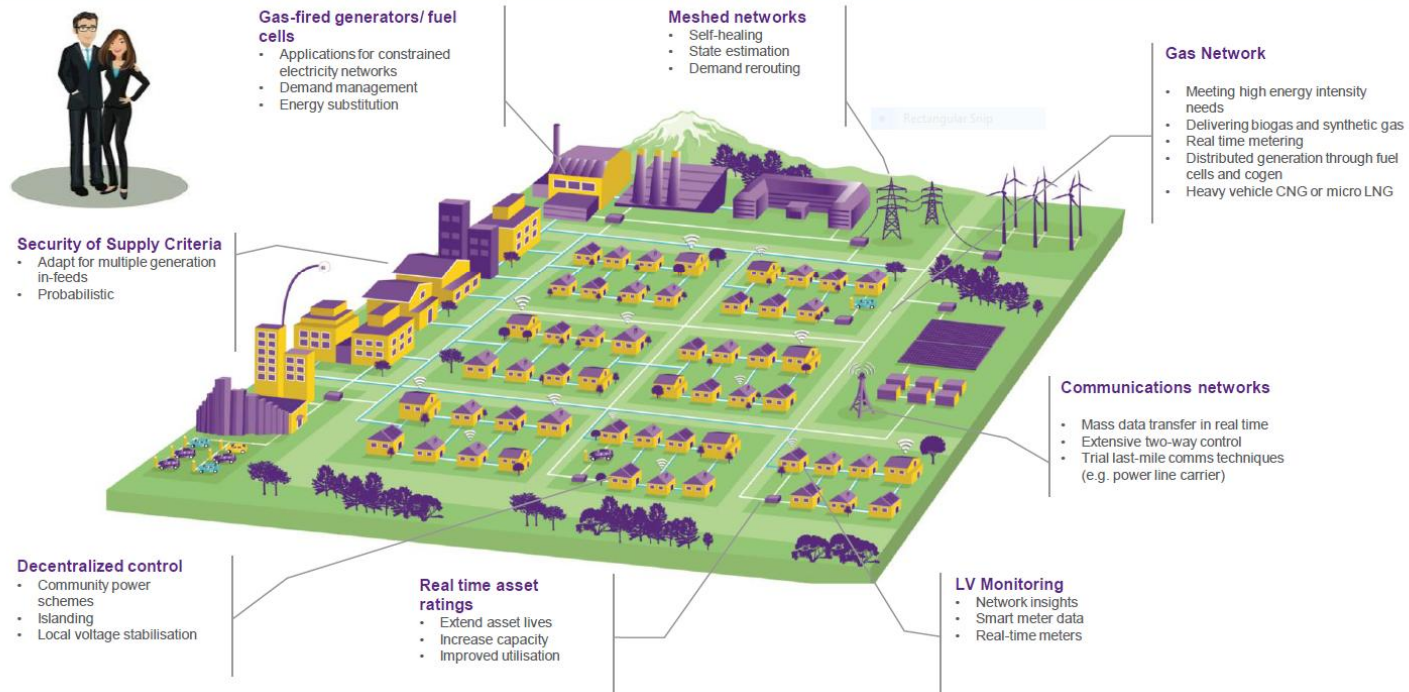 Gas-fired generators/ fuel
cells
• Applications for constrained
electricity networks
• Demand management
• Energy substitution
Meshed networks
• Self-healing
• State estimation
• Demand rerouting
Gas Network
• Meeting high energy intensity
needs
• Delivering biogas and synthetic gas
• Real time metering
• Distributed generation through fuel
cells and cogen
• Heavy vehicle CNG or micro LNG
Rectangular Snip
Security of Supply Criteria
• Adapt for multiple generation
in-feeds
• Probabilistic
Communications networks
• Mass data transfer in real time
• Extensive two-way control
• Trial last-mile comms techniques
(e.g. power line carrier)
Decentralized control
• Community power
schemes
• Islanding
• Local voltage stabilisation
Real time asset
ratings
• Extend asset lives
• Increase capacity
• Improved utilisation
LV Monitoring
• Network insights
• Smart meter data
• Real-time meters